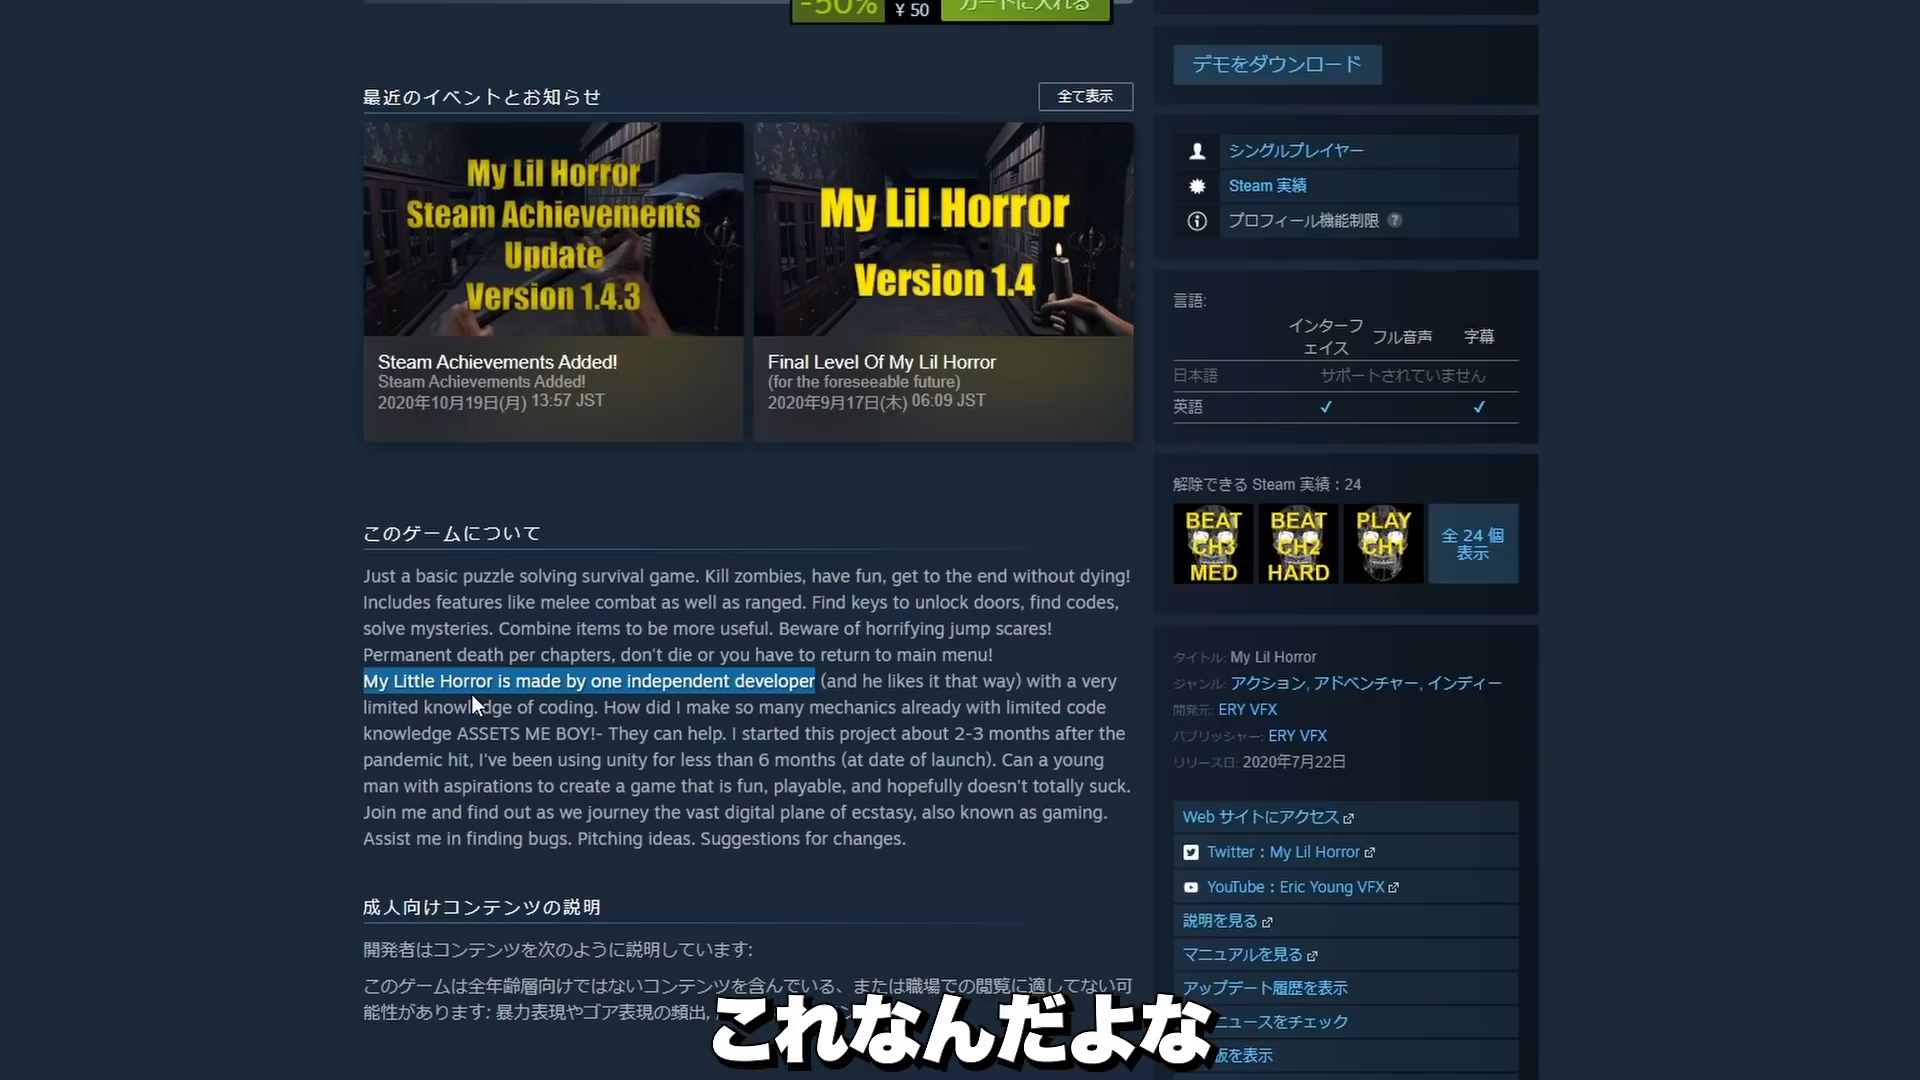 -50%
¥ 50
カートに入れる
最近のイベントとお知らせ
全て表示
My Lil Horror
Steam Achievements
Update
Version 1.4.3
My Lil Horror
Version 1.4
Steam Achievements Added!
Steam Achievements Added!
2020年10月19日(月) 13:57 JST
Final Level Of My Lil Horror
(for the foreseeable future)
2020年9月17日(木) 06:09 JST
このゲームについて
Just a basic puzzle solving survival game. Kill zombies, have fun, get to the end without dying!
Includes features like melee combat as well as ranged. Find keys to unlock doors, find codes,
solve mysteries. Combine items to be more useful. Beware of horrifying jump scares!
Permanent death per chapters, don't die or you have to return to main menu!
My Little Horror is made by one independent developer (and he likes it that way) with a very
limited knowledge of coding. How did I make so many mechanics already with limited code
knowledge ASSETS ME BOY!- They can help. I started this project about 2-3 months after the
pandemic hit, I've been using unity for less than 6 months (at date of launch). Can a young
man with aspirations to create a game that is fun, playable, and hopefully doesn't totally suck.
Join me and find out as we journey the vast digital plane of ecstasy, also known as gaming.
Assist me in finding bugs. Pitching ideas. Suggestions for changes.
成人向けコンテンツの説明
開発者はコンテンツを次のように説明しています:
このゲームは全年齢層向けではないコンテンツを含んでいる、または職場での閲覧に適してない可
能性があります: 暴力表現やゴア表現の頻出,
これなんだよな
デモをダウンロード
シングルプレイヤー
Steam 実績
プロフィール機能制限 ?
言語:
インターフ
ェイス
フル音声
字幕
日本語 サポートされていません
英語 ✓ ✓
解除できる Steam 実績：24
BEAT
CH3
MED
BEAT
CH2
HARD
PLAY
CH1
全 24 個
表示
タイトル: My Lil Horror
ジャンル: アクション, アドベンチャー, インディー
開発元: ERY VFX
パブリッシャー: ERY VFX
リリース日: 2020年7月22日
Web サイトにアクセス
Twitter：My Lil Horror
YouTube：Eric Young VFX
説明を見る
マニュアルを見る
アップデート履歴を表示
ニュースをチェック
を表示